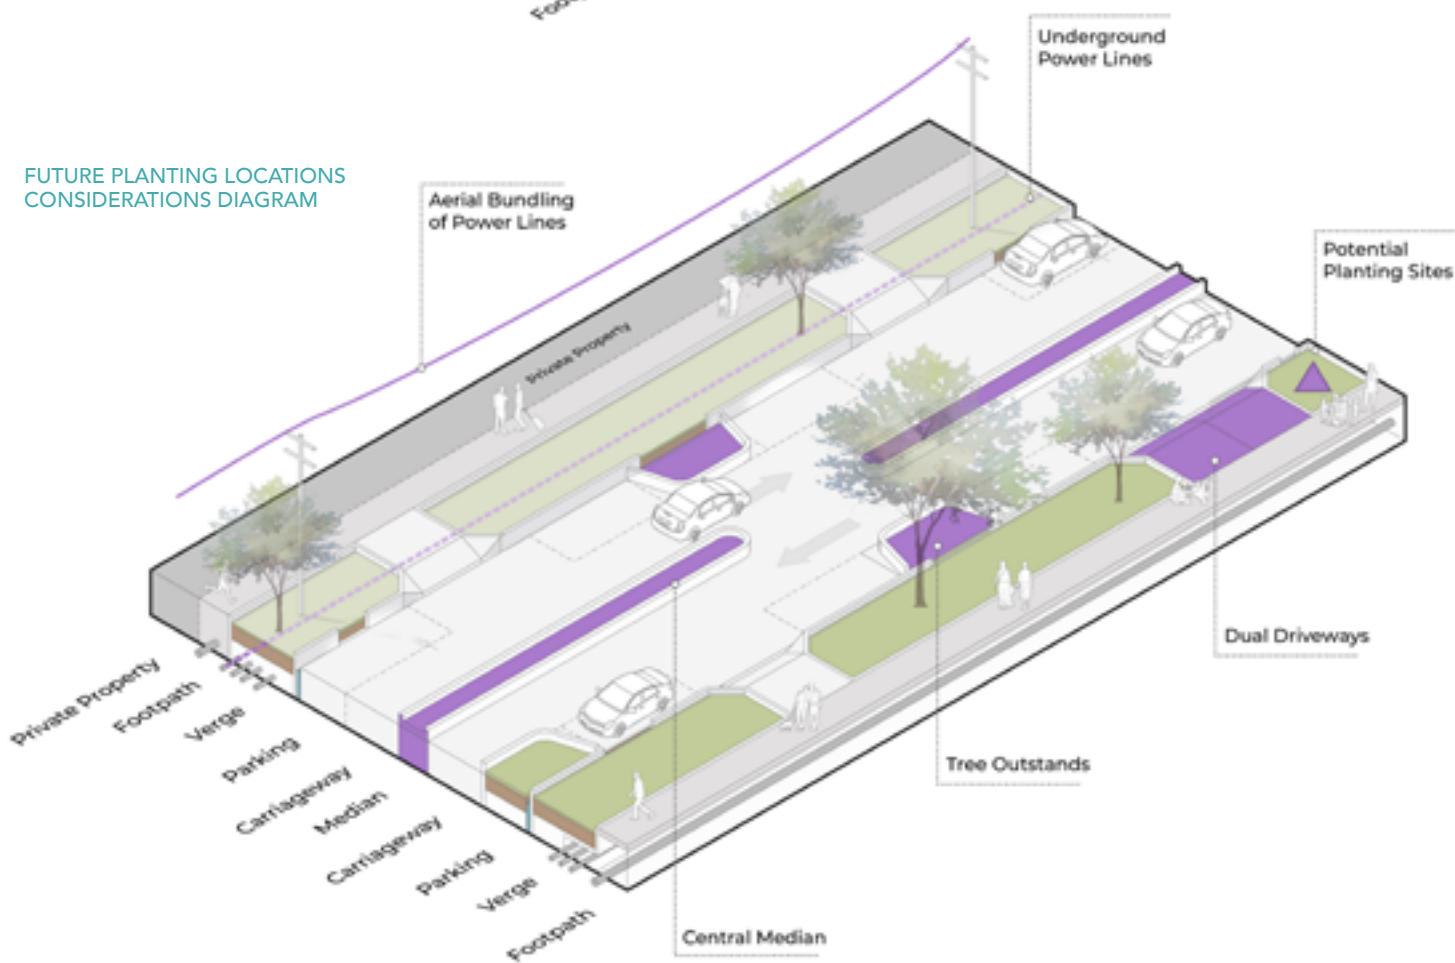 FUTURE PLANTING LOCATIONS
CONSIDERATIONS DIAGRAM
Underground
Power Lines
Aerial Bundling
of Power Lines
Potential
Planting Sites
Private Property
Dual Driveways
Tree Outstands
Central Median
Private Property
Footpath
Verge
Parking
Carriageway
Median
Carriageway
Parking
Verge
Footpath